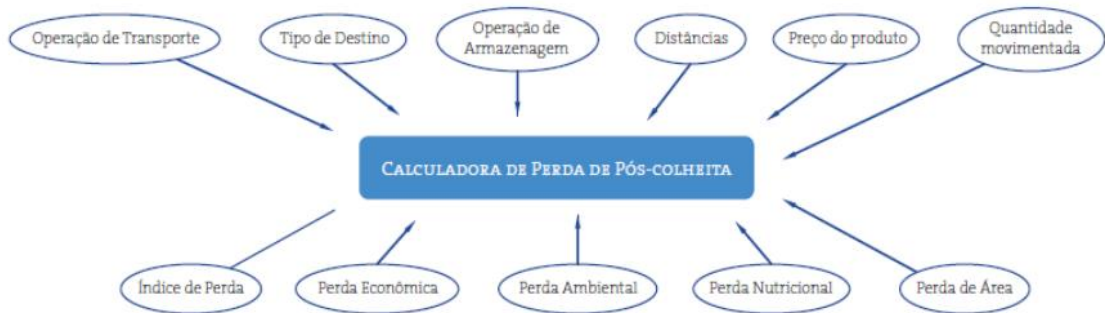 Operação de Transporte
Tipo de Destino
Operação de
Armazenagem
Distâncias
Preço do produto
Quantidade
movimentada
CALCULADORA DE PERDA DE PÓS-COLHEITA
Índice de Perda
Perda Econômica
Perda Ambiental
Perda Nutricional
Perda de Área